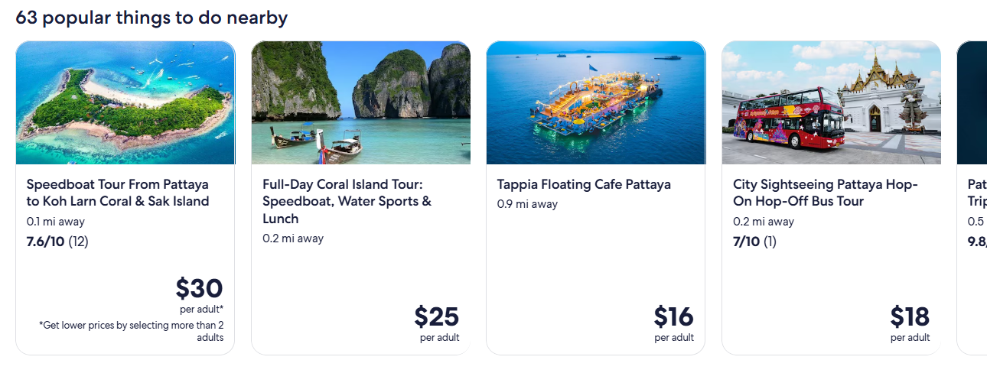 63 popular things to do nearby
Speedboat Tour From Pattaya
to Koh Larn Coral & Sak Island
0.1 mi away
7.6/10 (12)
$30
per adult*
*Get lower prices by selecting more than 2
adults
Full-Day Coral Island Tour:
Speedboat, Water Sports &
Lunch
0.2 mi away
$25
per adult
Tappia Floating Cafe Pattaya
0.9 mi away
$16
per adult
City Sightseeing Pattaya Hop-
On Hop-Off Bus Tour
0.2 mi away
7/10 (1)
$18
per adult
Pat
Trip
0.5
9.8/